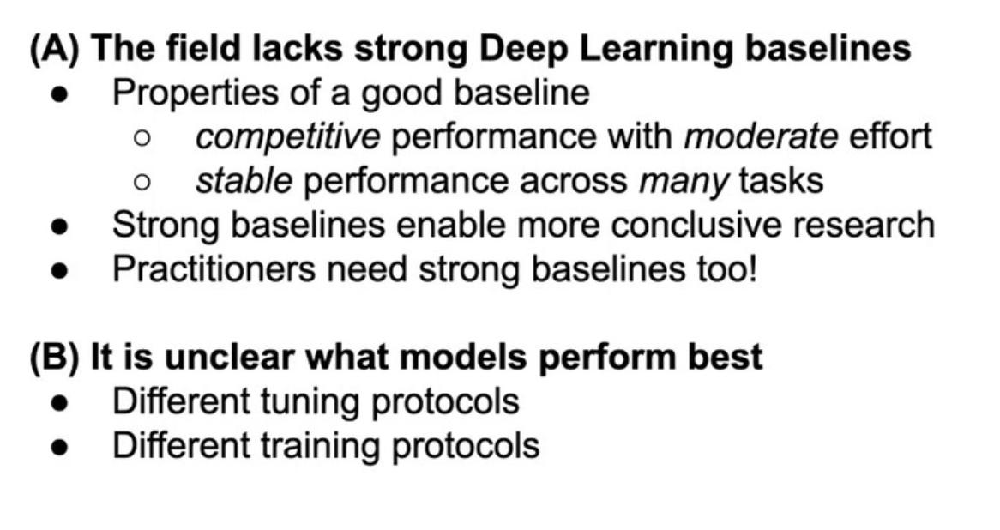 (A) The field lacks strong Deep Learning baselines
● Properties of a good baseline
○ competitive performance with moderate effort
○ stable performance across many tasks
● Strong baselines enable more conclusive research
● Practitioners need strong baselines too!
(B) It is unclear what models perform best
● Different tuning protocols
● Different training protocols